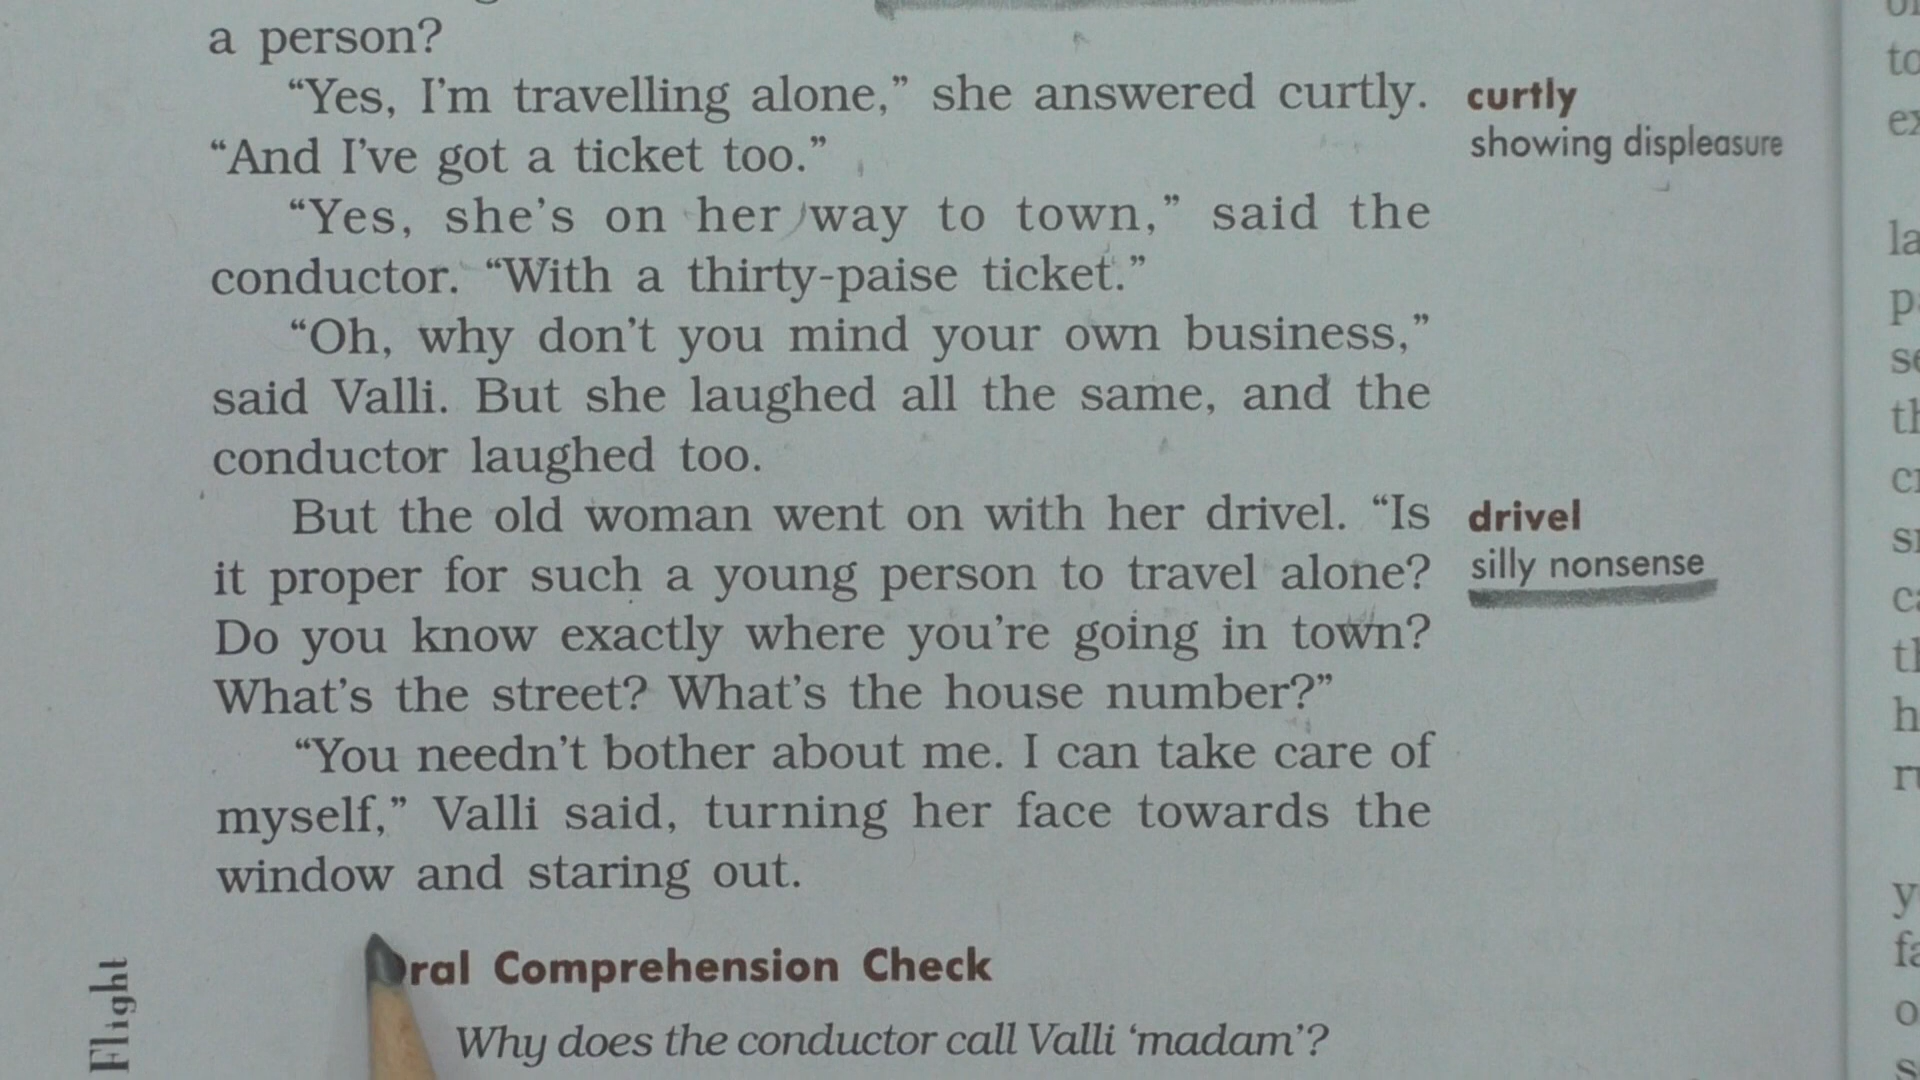 a person?
“Yes, I'm travelling alone,” she answered curtly.
“And I've got a ticket too.”
“Yes, she's on her way to town,” said the
conductor. “With a thirty-paise ticket.”
“Oh, why don't you mind your own business,”
said Valli. But she laughed all the same, and the
conductor laughed too.
But the old woman went on with her drivel. “Is
it proper for such a young person to travel alone?
Do you know exactly where you're going in town?
What's the street? What's the house number?”
“You needn't bother about me. I can take care of
myself,” Valli said, turning her face towards the
window and staring out.
curtly
showing displeasure
drivel
silly nonsense
Oral Comprehension Check
Why does the conductor call Valli ‘madam’?
Flight